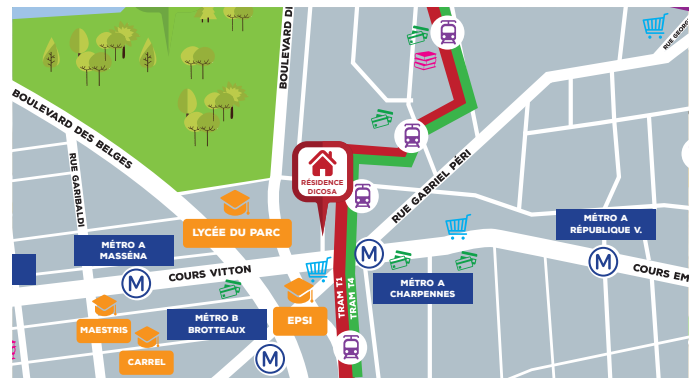 BOULEVARD D
RUE GEORG
BOULEVARD DES BELGES
RUE GARIBALDI
RÉSIDENCE
DICOSA
RUE GABRIEL PÉRI
LYCÉE DU PARC
MÉTRO A
MASSÉNA
MÉTRO A
RÉPUBLIQUE V.
M
M
M
COURS VITTON
COURS EM
MÉTRO A
CHARPENNES
TRAM T1
TRAM T4
MÉTRO B
BROTTEAUX
EPSI
MAESTRIS
CARREL
M